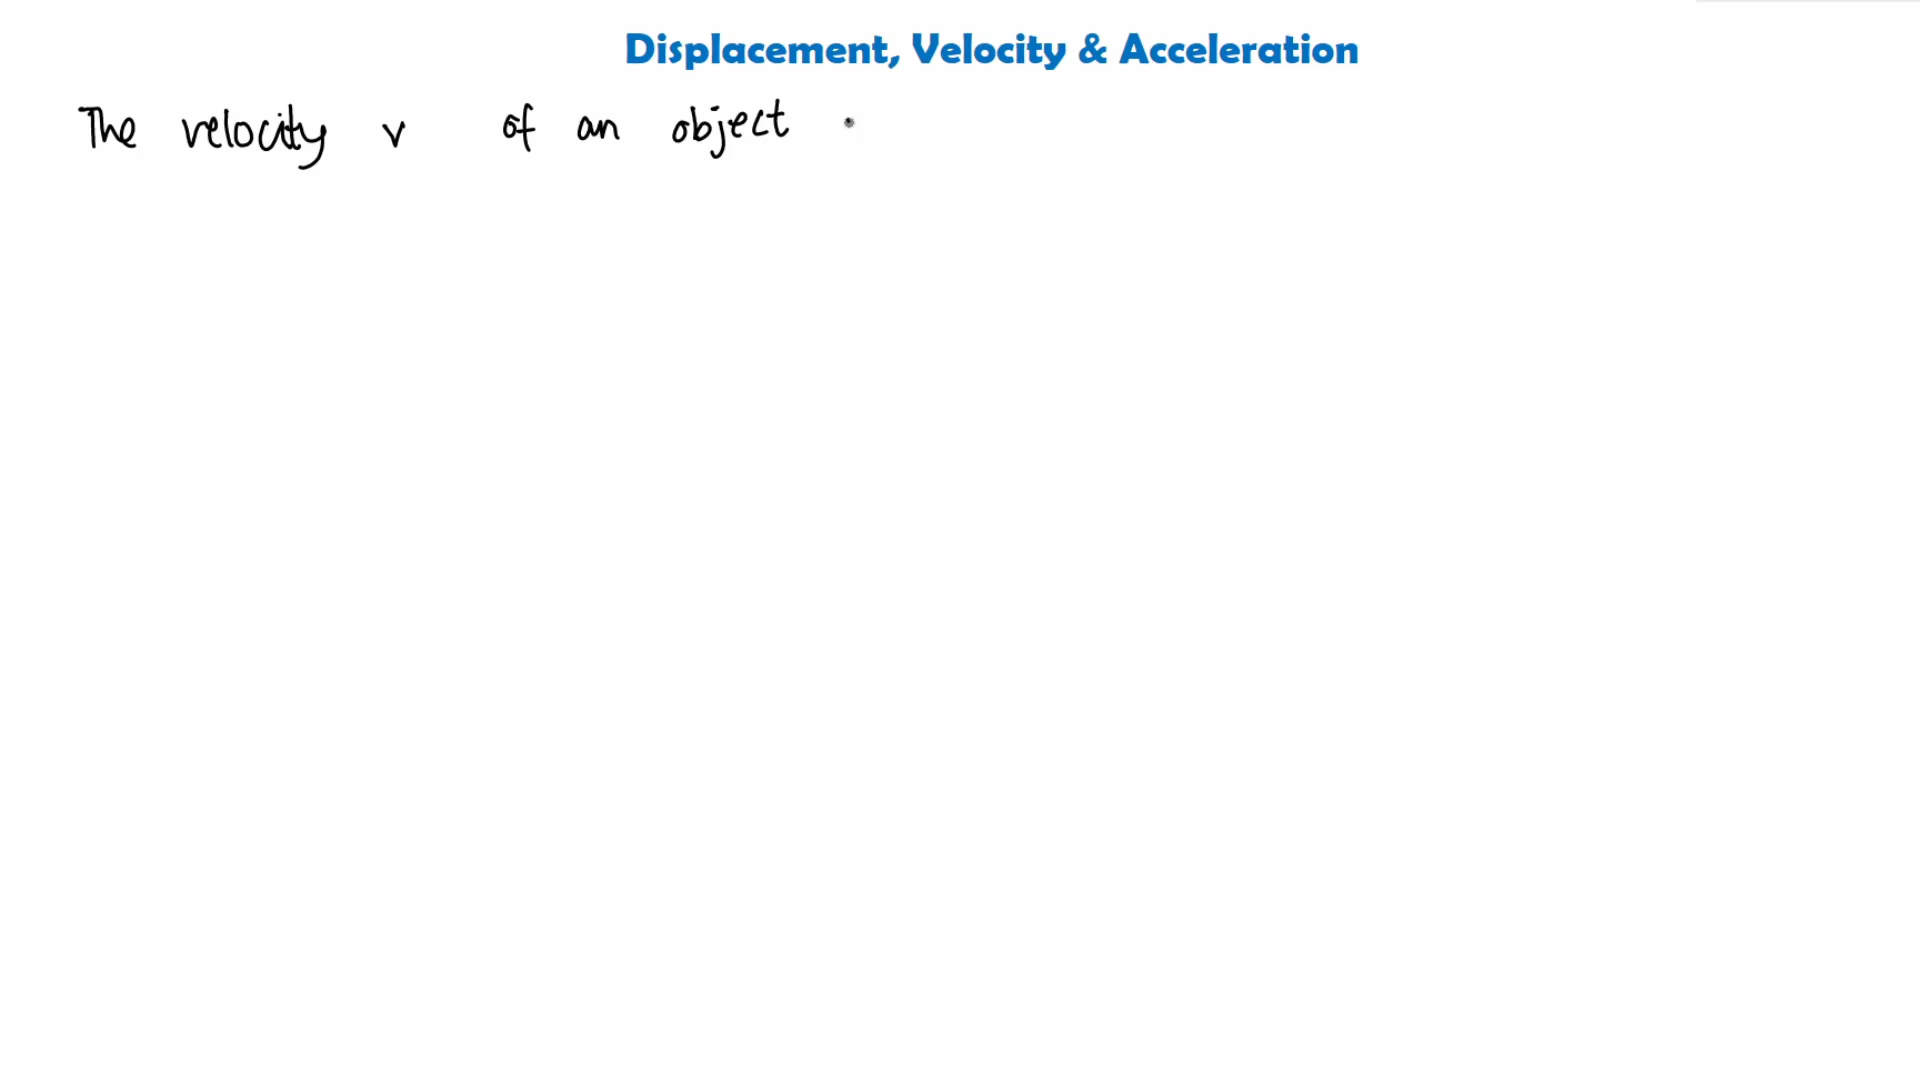 Displacement, Velocity & Acceleration
The velocity v of an object